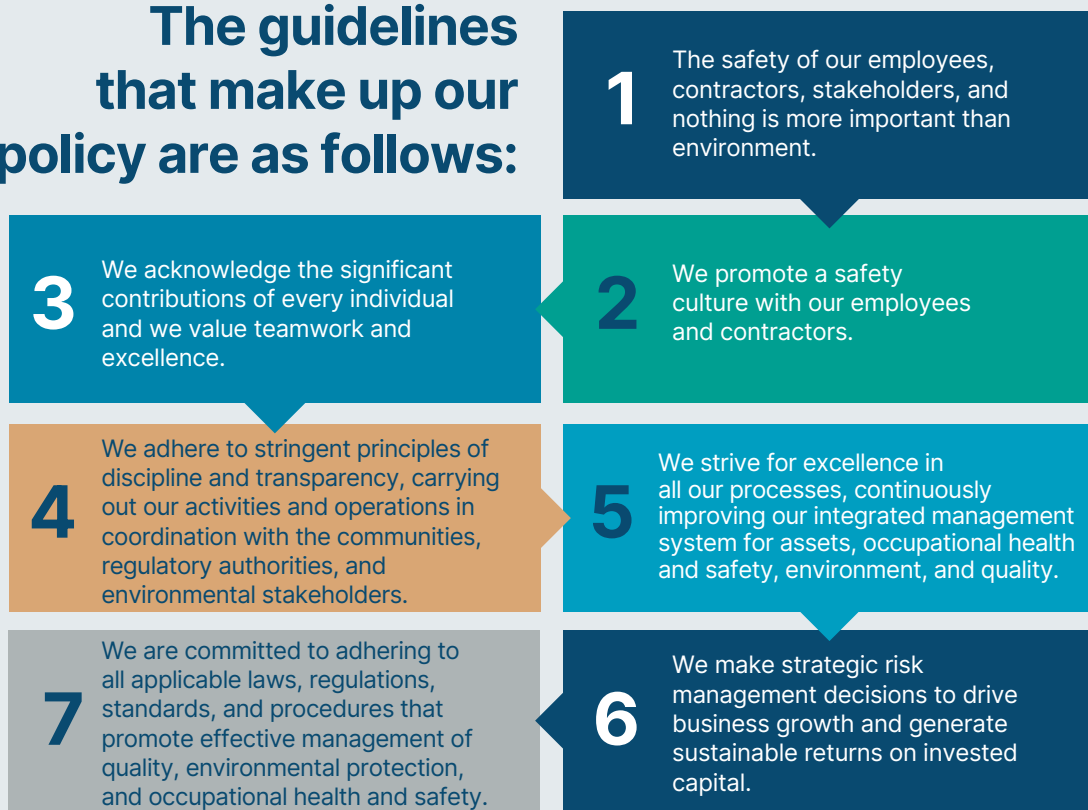 The guidelines
that make up our
policy are as follows:
1
The safety of our employees,
contractors, stakeholders, and
nothing is more important than
environment.
2
We promote a safety
culture with our employees
and contractors.
3
We acknowledge the significant
contributions of every individual
and we value teamwork and
excellence.
4
We adhere to stringent principles of
discipline and transparency, carrying
out our activities and operations in
coordination with the communities,
regulatory authorities, and
environmental stakeholders.
5
We strive for excellence in
all our processes, continuously
improving our integrated management
system for assets, occupational health
and safety, environment, and quality.
6
We make strategic risk
management decisions to drive
business growth and generate
sustainable returns on invested
capital.
7
We are committed to adhering to
all applicable laws, regulations,
standards, and procedures that
promote effective management of
quality, environmental protection,
and occupational health and safety.